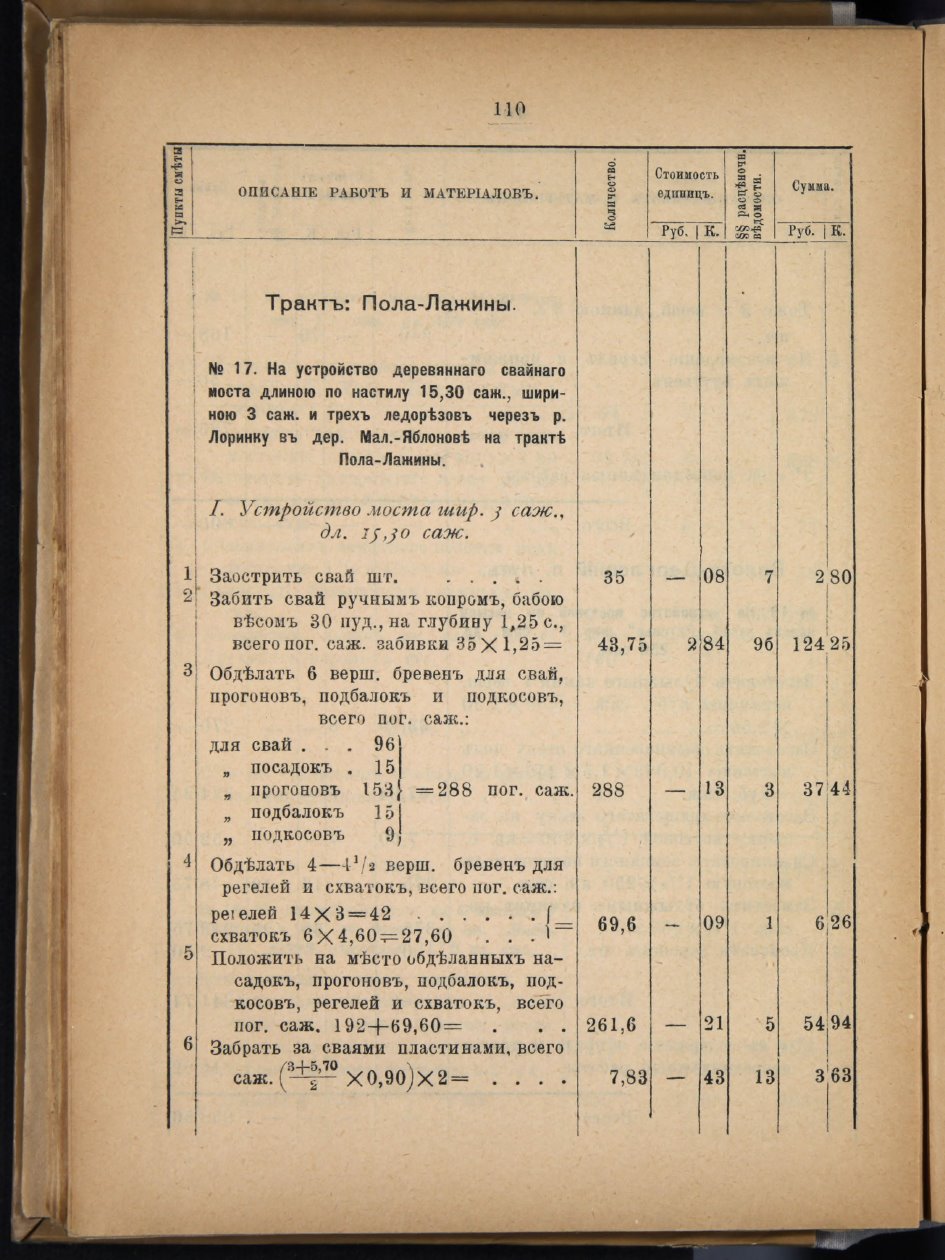 110
Пункты смѣты
ОПИСАНІЕ РАБОТЪ И МАТЕРІАЛОВЪ.
Количество.
Стоимость
единицъ.
Руб. К.
§§ расцѣночн.
вѣдомости.
Сумма.
Руб. К.
Трактъ: Пола-Лажины.
№ 17. На устройство деревяннаго свайнаго
моста длиною по настилу 15,30 саж., шири-
ною 3 саж. и трехъ ледорѣзовъ черезъ р.
Лоринку въ дер. Мал.-Яблоновѣ на трактѣ
Пола-Лажины.
I. Устройство моста шир. 3 саж.,
дл. 15,30 саж.
1 Заострить свай шт. . . . . . 35 — 08 7 2 80
2 Забить свай ручнымъ копромъ, бабою
вѣсомъ 30 пуд., на глубину 1,25 с.,
всего пог. саж. забивки 35×1,25= 43,75 2 84 96 124 25
3 Обдѣлать 6 верш. бревенъ для свай,
прогоновъ, подбалокъ и подкосовъ,
всего пог. саж.:
для свай . . . 96
„ посадокъ . 15
„ прогоновъ 153} =288 пог. саж. 288 — 13 3 37 44
„ подбалокъ 15
„ подкосовъ 9
4 Обдѣлать 4—4¹/₂ верш. бревенъ для
регелей и схватокъ, всего пог. саж.:
регелей 14×3=42 . . . . . .
схватокъ 6×4,60=27,60 . . . = 69,6 — 09 1 6 26
5 Положить на мѣсто обдѣланныхъ на-
садокъ, прогоновъ, подбалокъ, под-
косовъ, регелей и схватокъ, всего
пог. саж. 192+69,60= . . . 261,6 — 21 5 54 94
6 Забрать за сваями пластинами, всего
саж. (3+5,70/2 ×0,90)×2= . . . . 7,83 — 43 13 3 63